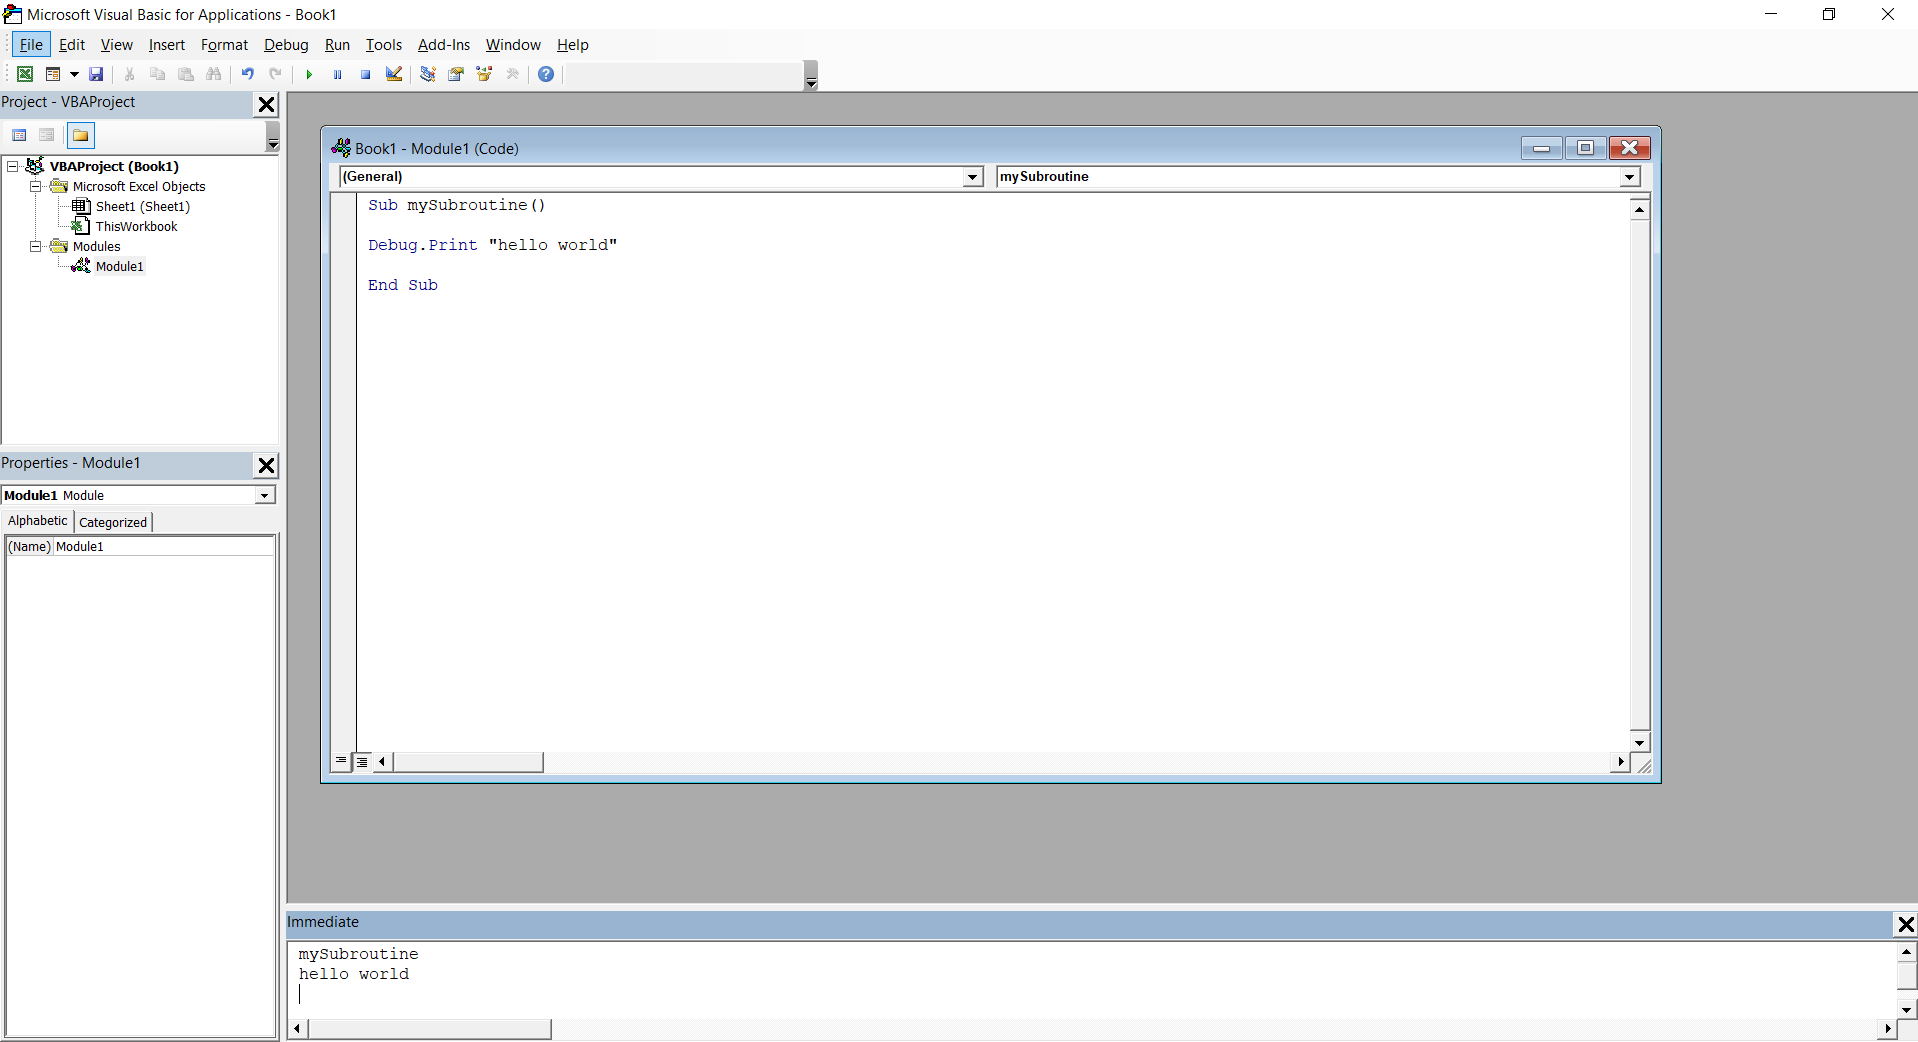 Microsoft Visual Basic for Applications - Book1
File Edit View Insert Format Debug Run Tools Add-Ins Window Help
Project - VBAProject
VBAProject (Book1)
Microsoft Excel Objects
Sheet1 (Sheet1)
ThisWorkbook
Modules
Module1
Properties - Module1
Module1 Module
Alphabetic Categorized
(Name) Module1
Book1 - Module1 (Code)
(General) mySubroutine
Sub mySubroutine()
Debug.Print "hello world"
End Sub
Immediate
mySubroutine
hello world